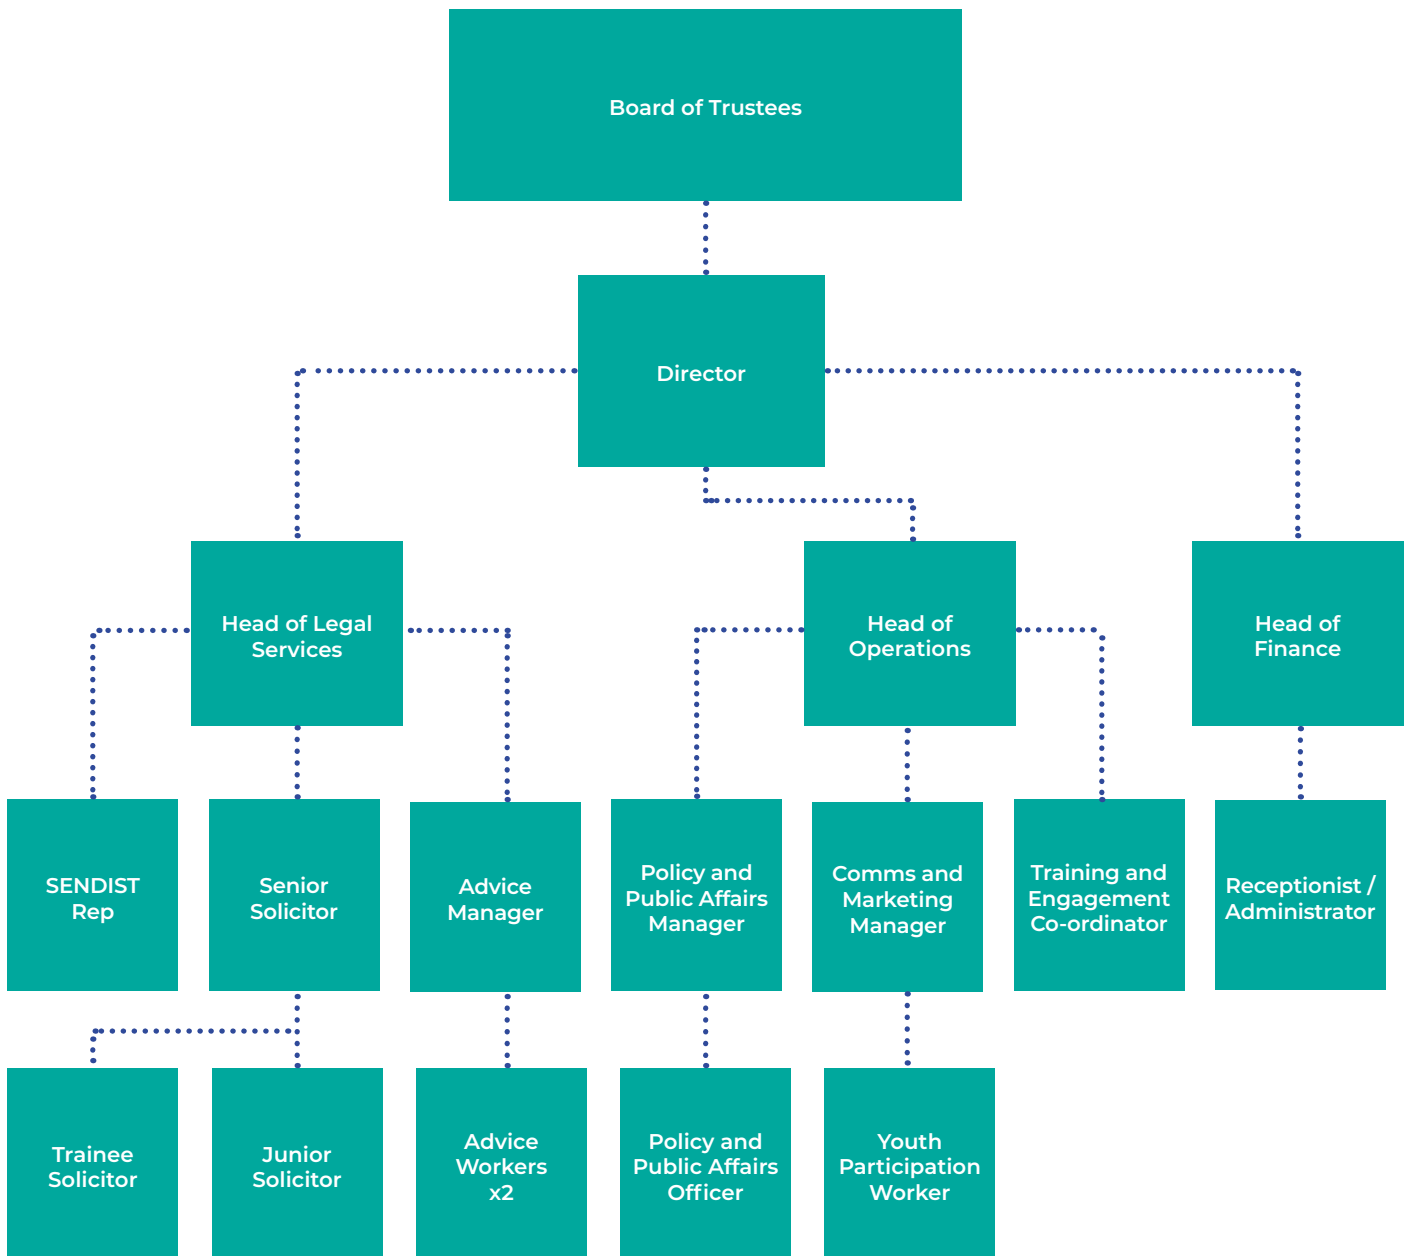 Board of Trustees
Director
Head of Legal
Services
Head of
Operations
Head of
Finance
SENDIST
Rep
Senior
Solicitor
Advice
Manager
Policy and
Public Affairs
Manager
Comms and
Marketing
Manager
Training and
Engagement
Co-ordinator
Receptionist /
Administrator
Trainee
Solicitor
Junior
Solicitor
Advice
Workers
x2
Policy and
Public Affairs
Officer
Youth
Participation
Worker